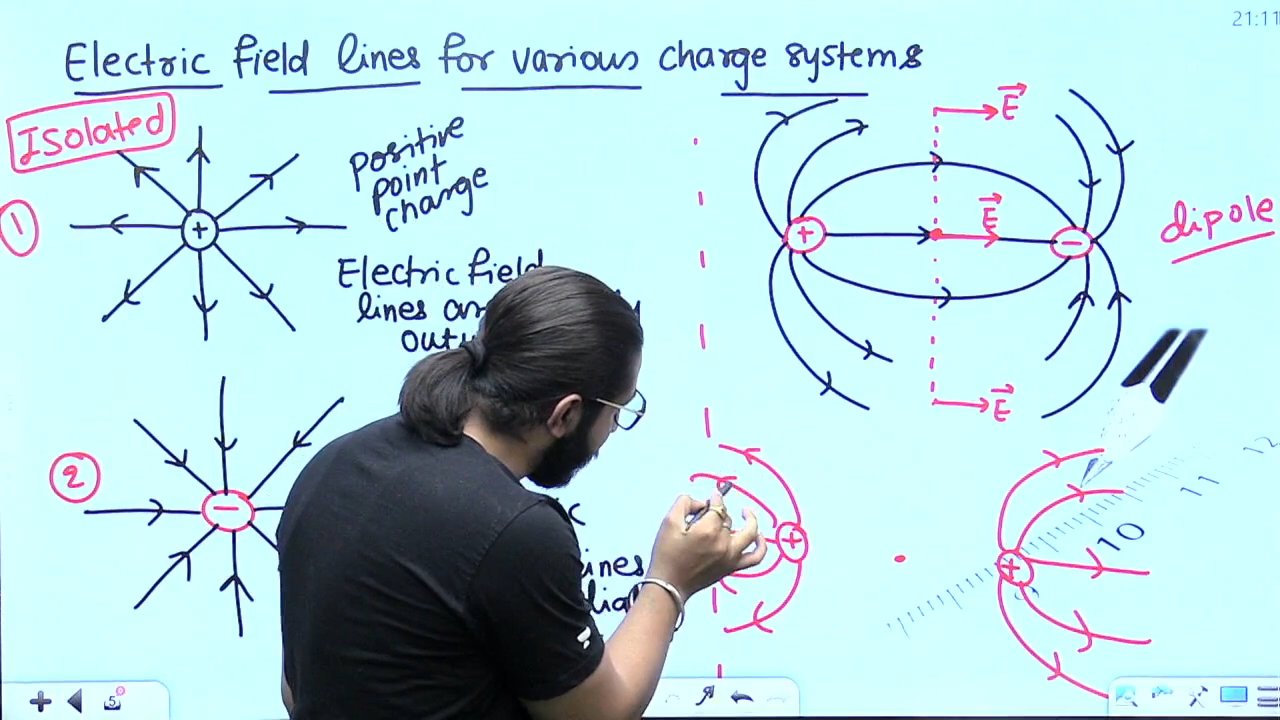 21:11
Electric field lines for various charge systems
Isolated
1
+
positive
point
charge
Electric field
lines
2
−
+
−
E
E
E
dipole
+
+
10
11
12